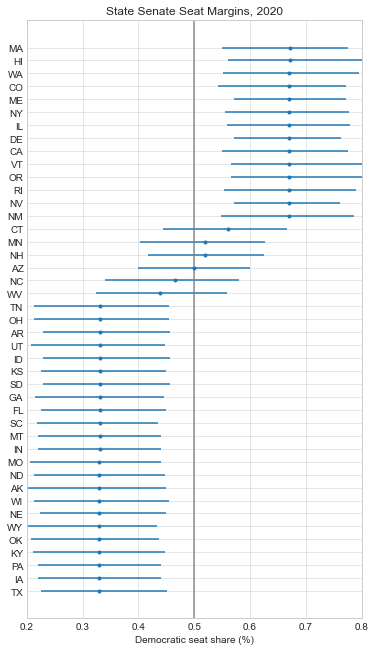 State Senate Seat Margins, 2020
MA
HI
WA
CO
ME
NY
IL
DE
CA
VT
OR
RI
NV
NM
CT
MN
NH
AZ
NC
WV
TN
OH
AR
UT
ID
KS
SD
GA
FL
SC
MT
IN
MO
ND
AK
WI
NE
WY
OK
KY
PA
IA
TX
0.2 0.3 0.4 0.5 0.6 0.7 0.8
Democratic seat share (%)